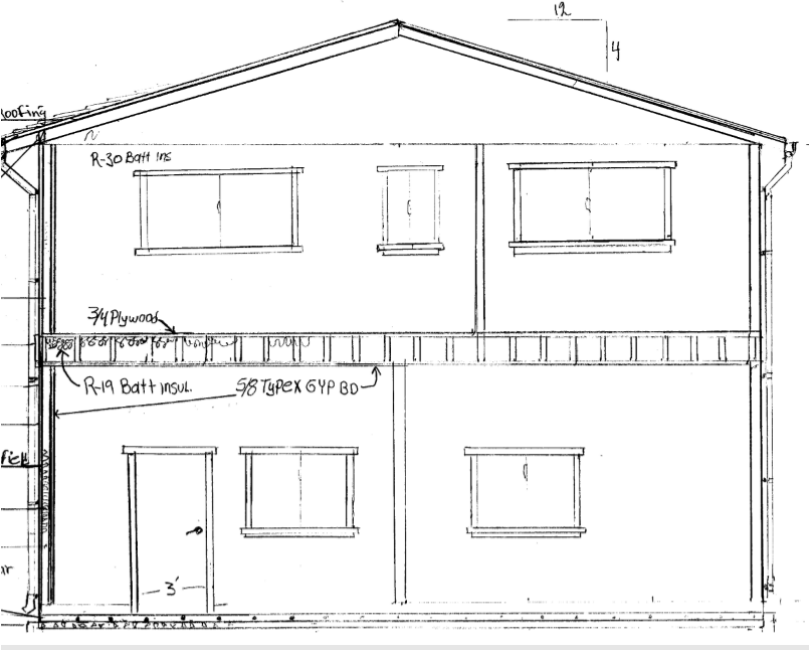 12
4
oofing
R-30 Batt ins
3/4 Plywood
R-19 Batt insul.
5/8 Type X GYP BD
3'